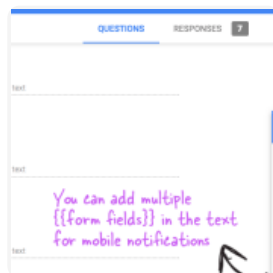 QUESTIONS RESPONSES 7
text
text
You can add multiple
{{form fields}} in the text
for mobile notifications
text